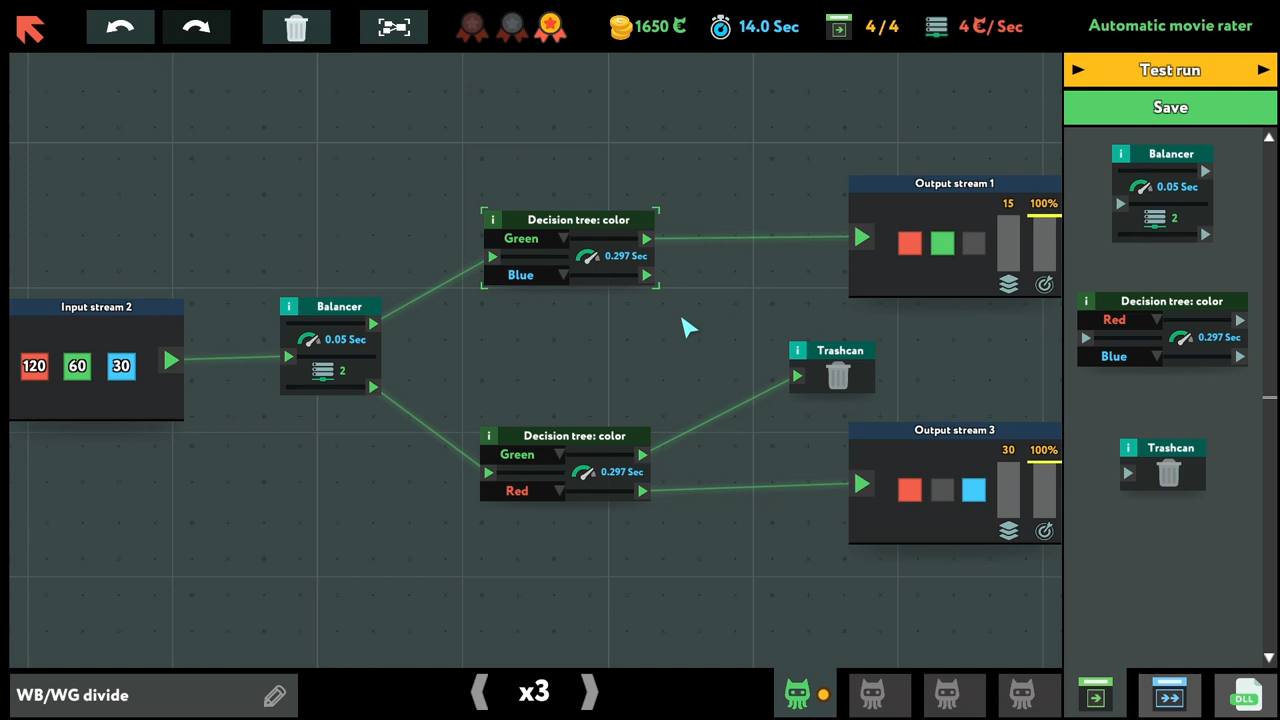 1650
14.0 Sec
4 / 4
4 / Sec
Automatic movie rater
Test run
Save
Balancer
0.05 Sec
2
Decision tree: color
Red
0.297 Sec
Blue
Trashcan
DLL
Input stream 2
120 60 30
Balancer
0.05 Sec
2
Decision tree: color
Green
0.297 Sec
Blue
Decision tree: color
Green
0.297 Sec
Red
Trashcan
Output stream 1
15 100%
Output stream 3
30 100%
WB/WG divide
x3